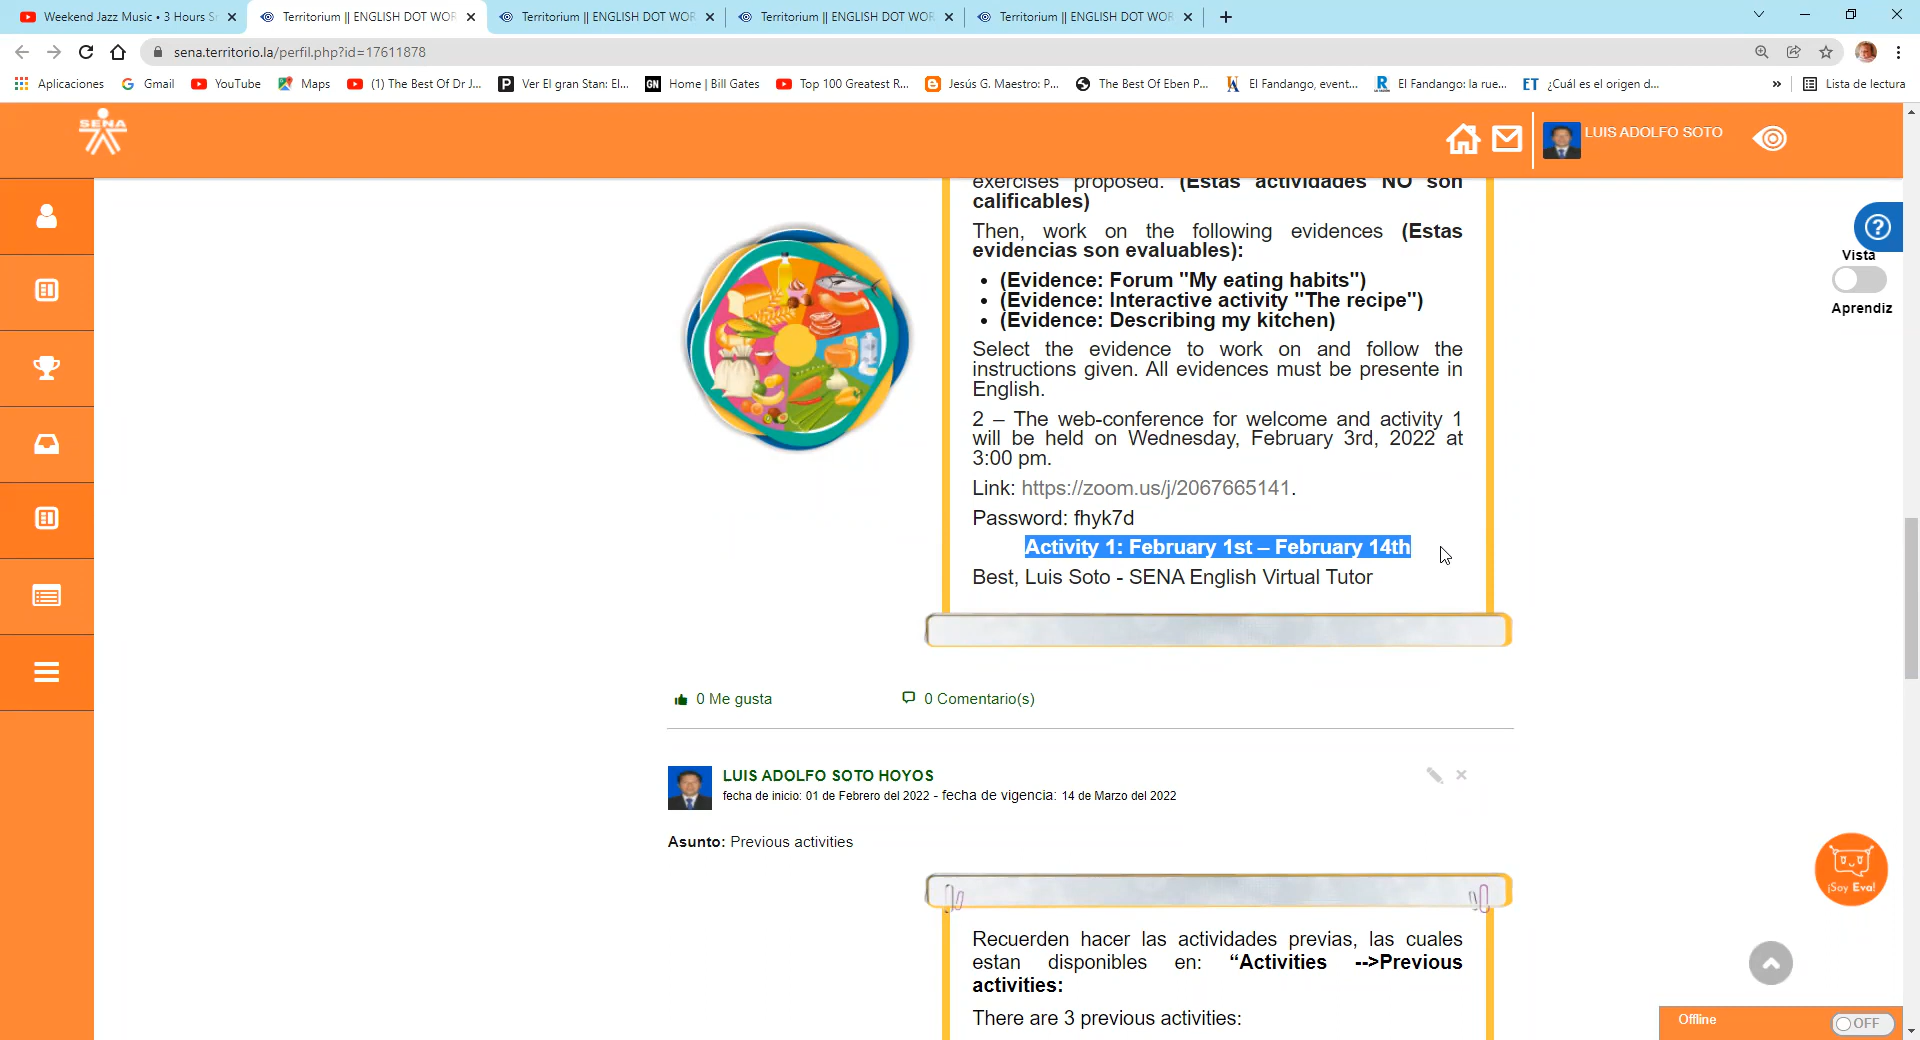 Weekend Jazz Music • 3 Hours S
Territorium || ENGLISH DOT WOR
Territorium || ENGLISH DOT WOR
Territorium || ENGLISH DOT WOR
Territorium || ENGLISH DOT WOR
sena.territorio.la/perfil.php?id=17611878
Aplicaciones
Gmail
YouTube
Maps
(1) The Best Of Dr J...
Ver El gran Stan: El...
Home | Bill Gates
Top 100 Greatest R...
Jesús G. Maestro: P...
The Best Of Eben P...
El Fandango, event...
El Fandango: la rue...
¿Cuál es el origen d...
»
Lista de lectura
SENA
LUIS ADOLFO SOTO
exercises proposed. (Estas actividades NO son
calificables)
Then, work on the following evidences (Estas
evidencias son evaluables):
• (Evidence: Forum "My eating habits")
• (Evidence: Interactive activity "The recipe")
• (Evidence: Describing my kitchen)
Select the evidence to work on and follow the
instructions given. All evidences must be presente in
English.
2 – The web-conference for welcome and activity 1
will be held on Wednesday, February 3rd, 2022 at
3:00 pm.
Link: https://zoom.us/j/2067665141.
Password: fhyk7d
Activity 1: February 1st – February 14th
Best, Luis Soto - SENA English Virtual Tutor
Vista
Aprendiz
0 Me gusta
0 Comentario(s)
LUIS ADOLFO SOTO HOYOS
fecha de inicio: 01 de Febrero del 2022 - fecha de vigencia: 14 de Marzo del 2022
Asunto: Previous activities
Recuerden hacer las actividades previas, las cuales
estan disponibles en: “Activities -->Previous
activities:
There are 3 previous activities:
¡Soy Eva!
Offline
OFF